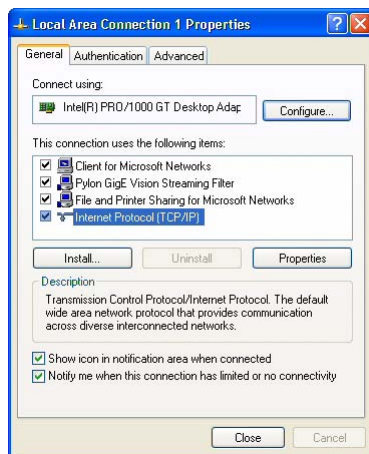 Local Area Connection 1 Properties
General Authentication Advanced
Connect using:
Intel(R) PRO/1000 GT Desktop Adap
Configure...
This connection uses the following items:
Client for Microsoft Networks
Pylon GigE Vision Streaming Filter
File and Printer Sharing for Microsoft Networks
Internet Protocol (TCP/IP)
Install... Uninstall Properties
Description
Transmission Control Protocol/Internet Protocol. The default
wide area network protocol that provides communication
across diverse interconnected networks.
Show icon in notification area when connected
Notify me when this connection has limited or no connectivity
Close Cancel